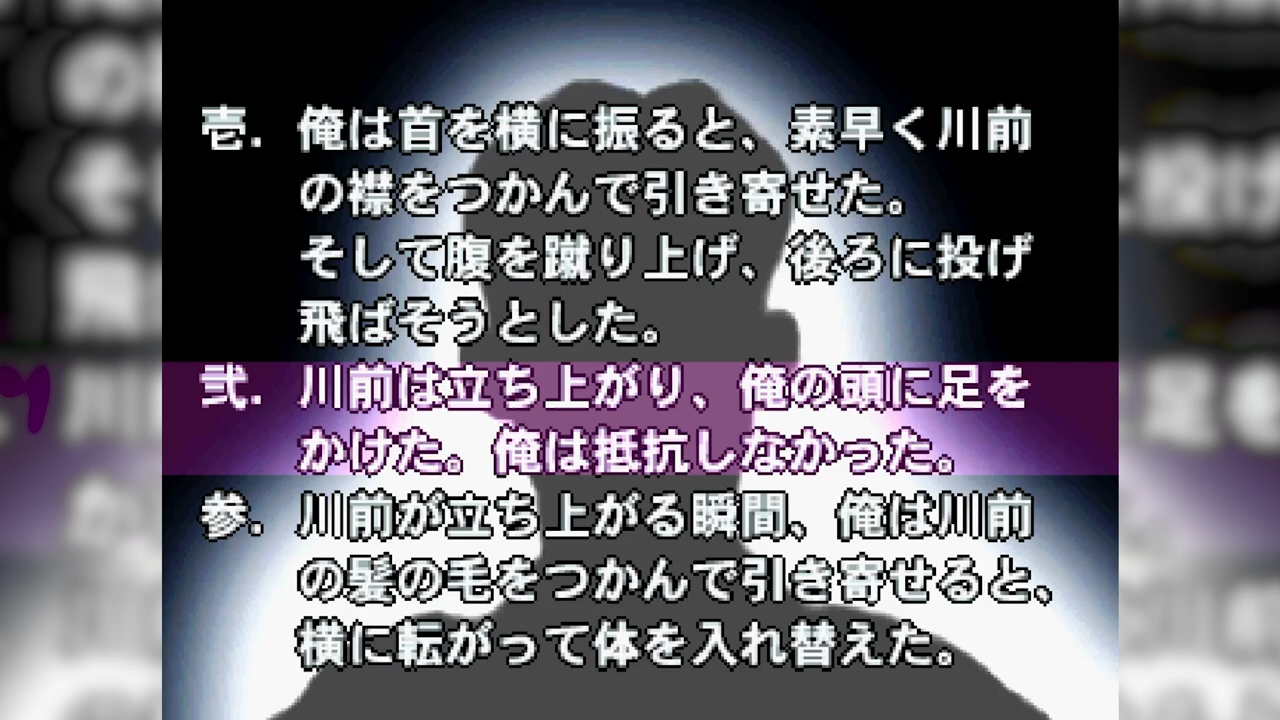 壱. 俺は首を横に振ると、素早く川前
の襟をつかんで引き寄せた。
そして腹を蹴り上げ、後ろに投げ
飛ばそうとした。
弐. 川前は立ち上がり、俺の頭に足を
かけた。俺は抵抗しなかった。
参. 川前が立ち上がる瞬間、俺は川前
の髪の毛をつかんで引き寄せると、
横に転がって体を入れ替えた。